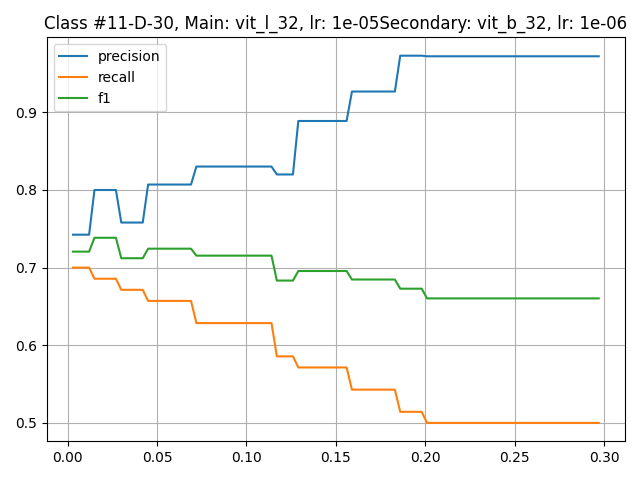 Class #11-D-30, Main: vit_l_32, lr: 1e-05Secondary: vit_b_32, lr: 1e-06
precision
recall
f1
0.9
0.8
0.7
0.6
0.5
0.00 0.05 0.10 0.15 0.20 0.25 0.30